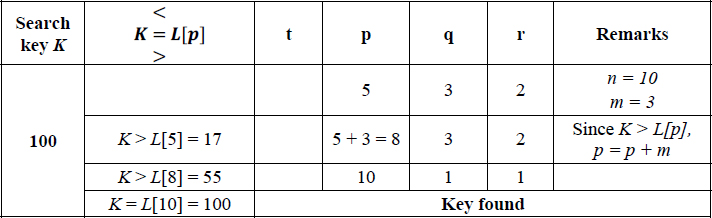 Search key K < K = L[p] > t p q r Remarks
5 3 2 n = 10
m = 3
100 K > L[5] = 17 5 + 3 = 8 3 2 Since K > L[p],
p = p + m
K > L[8] = 55 10 1 1
K = L[10] = 100 Key found